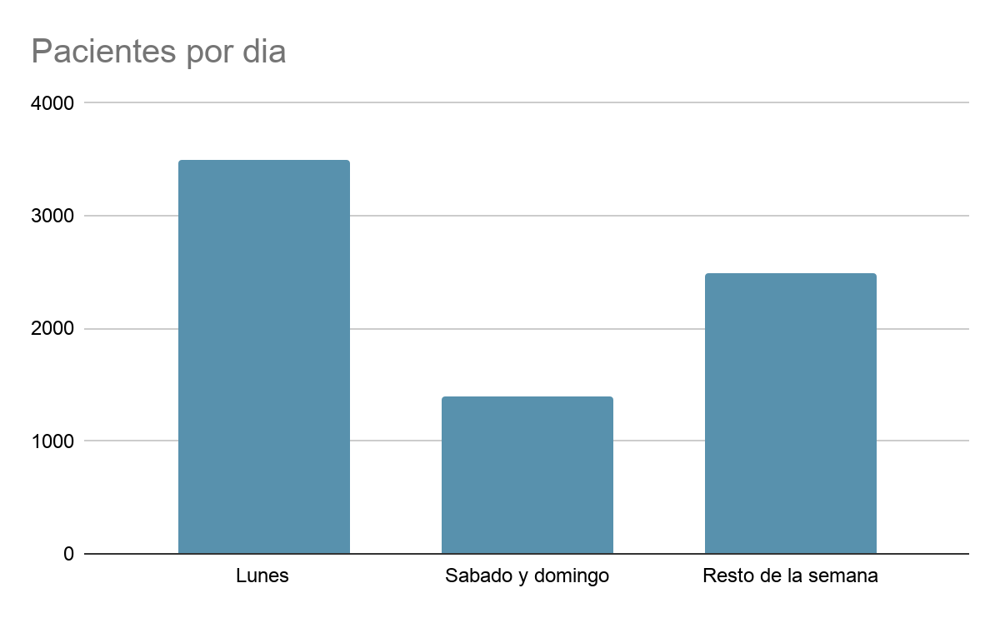 Pacientes por dia
4000
3000
2000
1000
0
Lunes Sabado y domingo Resto de la semana